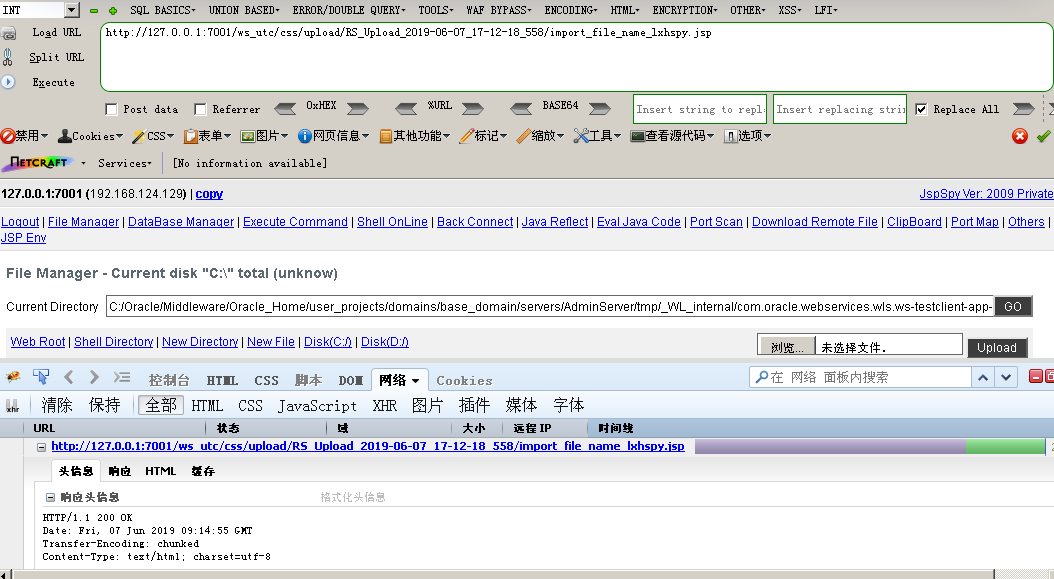 INT SQL BASICS▾ UNION BASED▾ ERROR/DOUBLE QUERY▾ TOOLS▾ WAF BYPASS▾ ENCODING▾ HTML▾ ENCRYPTION▾ OTHER▾ XSS▾ LFI▾
Load URL http://127.0.0.1:7001/ws_utc/css/upload/RS_Upload_2019-06-07_17-12-18_558/import_file_name_lxhspy.jsp
Split URL
Execute
Post data Referrer 0xHEX %URL BASE64 Insert string to repl Insert replacing strin Replace All
禁用▾ Cookies▾ CSS▾ 表单▾ 图片▾ 网页信息▾ 其他功能▾ 标记▾ 缩放▾ 工具▾ 查看源代码▾ 选项▾
NETCRAFT Services▾ [No information available]
127.0.0.1:7001 (192.168.124.129) | copy JspSpy Ver: 2009 Private
Logout | File Manager | DataBase Manager | Execute Command | Shell OnLine | Back Connect | Java Reflect | Eval Java Code | Port Scan | Download Remote File | ClipBoard | Port Map | Others |
JSP Env
File Manager - Current disk "C:\" total (unknow)
Current Directory C:/Oracle/Middleware/Oracle_Home/user_projects/domains/base_domain/servers/AdminServer/tmp/_WL_internal/com.oracle.webservices.wls.ws-testclient-app- GO
Web Root | Shell Directory | New Directory | New File | Disk(C:/) | Disk(D:/) 浏览... 未选择文件. Upload
控制台 HTML CSS 脚本 DOM 网络 Cookies 在 网络 面板内搜索
清除 保持 全部 HTML CSS JavaScript XHR 图片 插件 媒体 字体
URL 状态 域 大小 远程 IP 时间线
http://127.0.0.1:7001/ws_utc/css/upload/RS_Upload_2019-06-07_17-12-18_558/import_file_name_lxhspy.jsp
头信息 响应 HTML 缓存
响应头信息 格式化头信息
HTTP/1.1 200 OK
Date: Fri, 07 Jun 2019 09:14:55 GMT
Transfer-Encoding: chunked
Content-Type: text/html; charset=utf-8